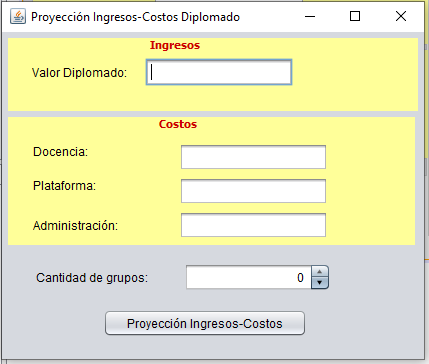 Proyección Ingresos-Costos Diplomado
Ingresos
Valor Diplomado:
Costos
Docencia:
Plataforma:
Administración:
Cantidad de grupos: 0
Proyección Ingresos-Costos